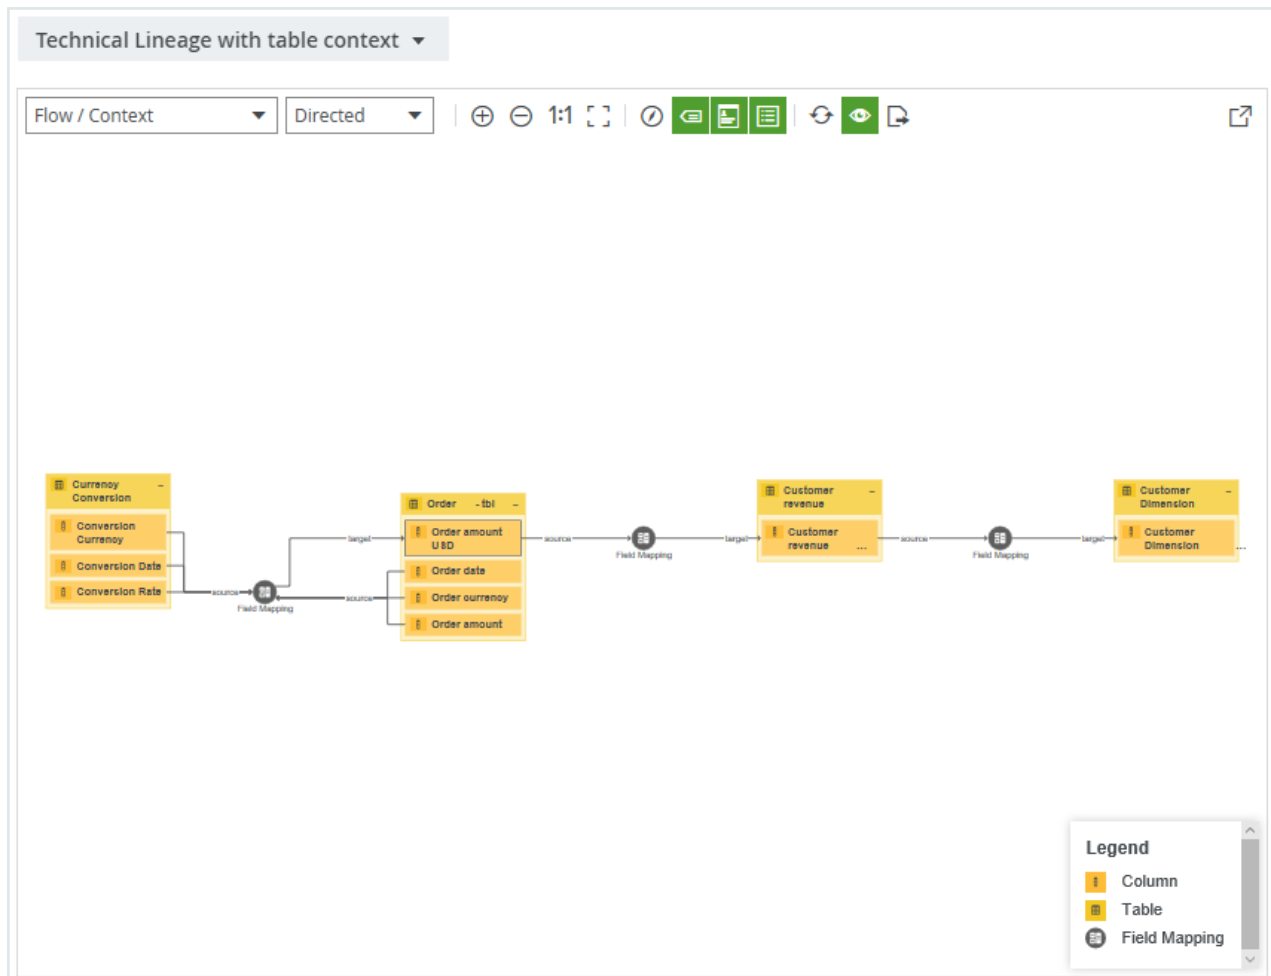 Technical Lineage with table context
Flow / Context
Directed
1:1
Currency
Conversion
–
Conversion
Currency
Conversion Date
Conversion Rate
source
Field Mapping
target
source
Order - tbl –
Order amount
USD
Order date
Order currency
Order amount
source
Field Mapping
target
Customer
revenue
–
Customer
revenue ...
source
Field Mapping
target
Customer
Dimension
–
Customer
Dimension ...
Legend
Column
Table
Field Mapping